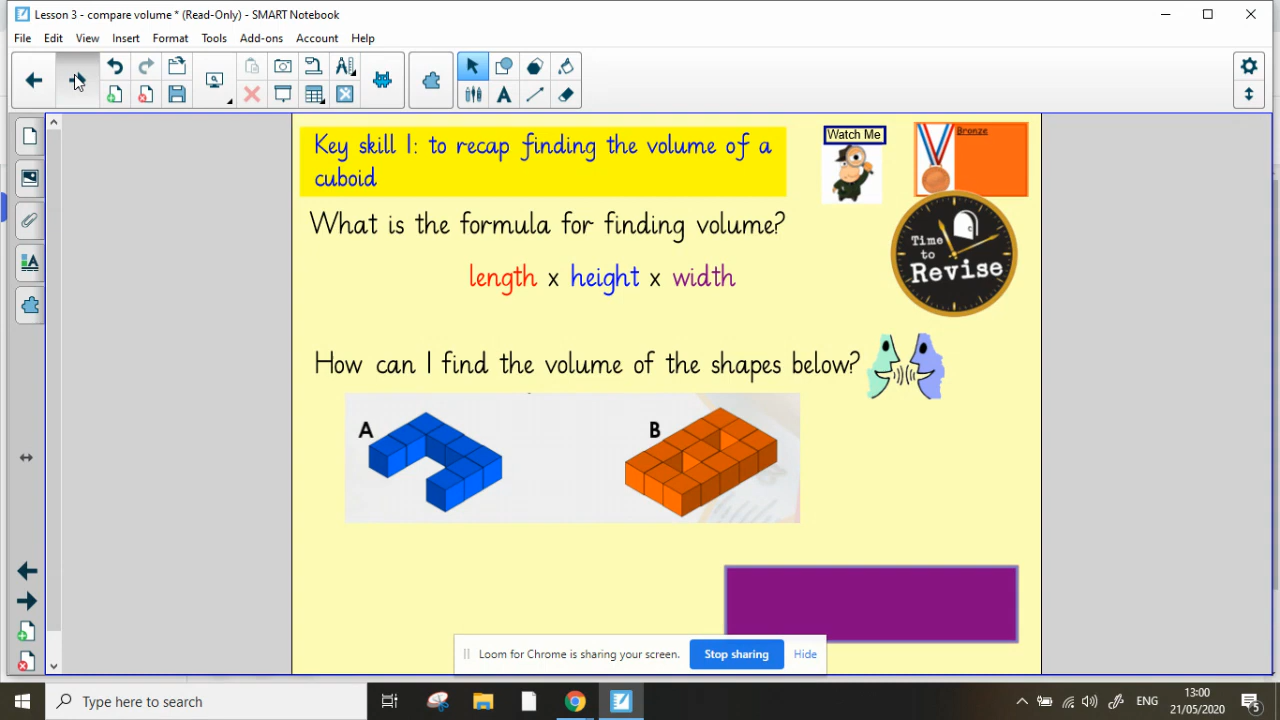 Lesson 3 - compare volume * (Read-Only) - SMART Notebook
File Edit View Insert Format Tools Add-ons Account Help
Key skill 1: to recap finding the volume of a
cuboid
Watch Me
Bronze
What is the formula for finding volume?
Time
to
Revise
length x height x width
How can I find the volume of the shapes below?
A
B
Loom for Chrome is sharing your screen. Stop sharing Hide
Type here to search
ENG
13:00
21/05/2020
5